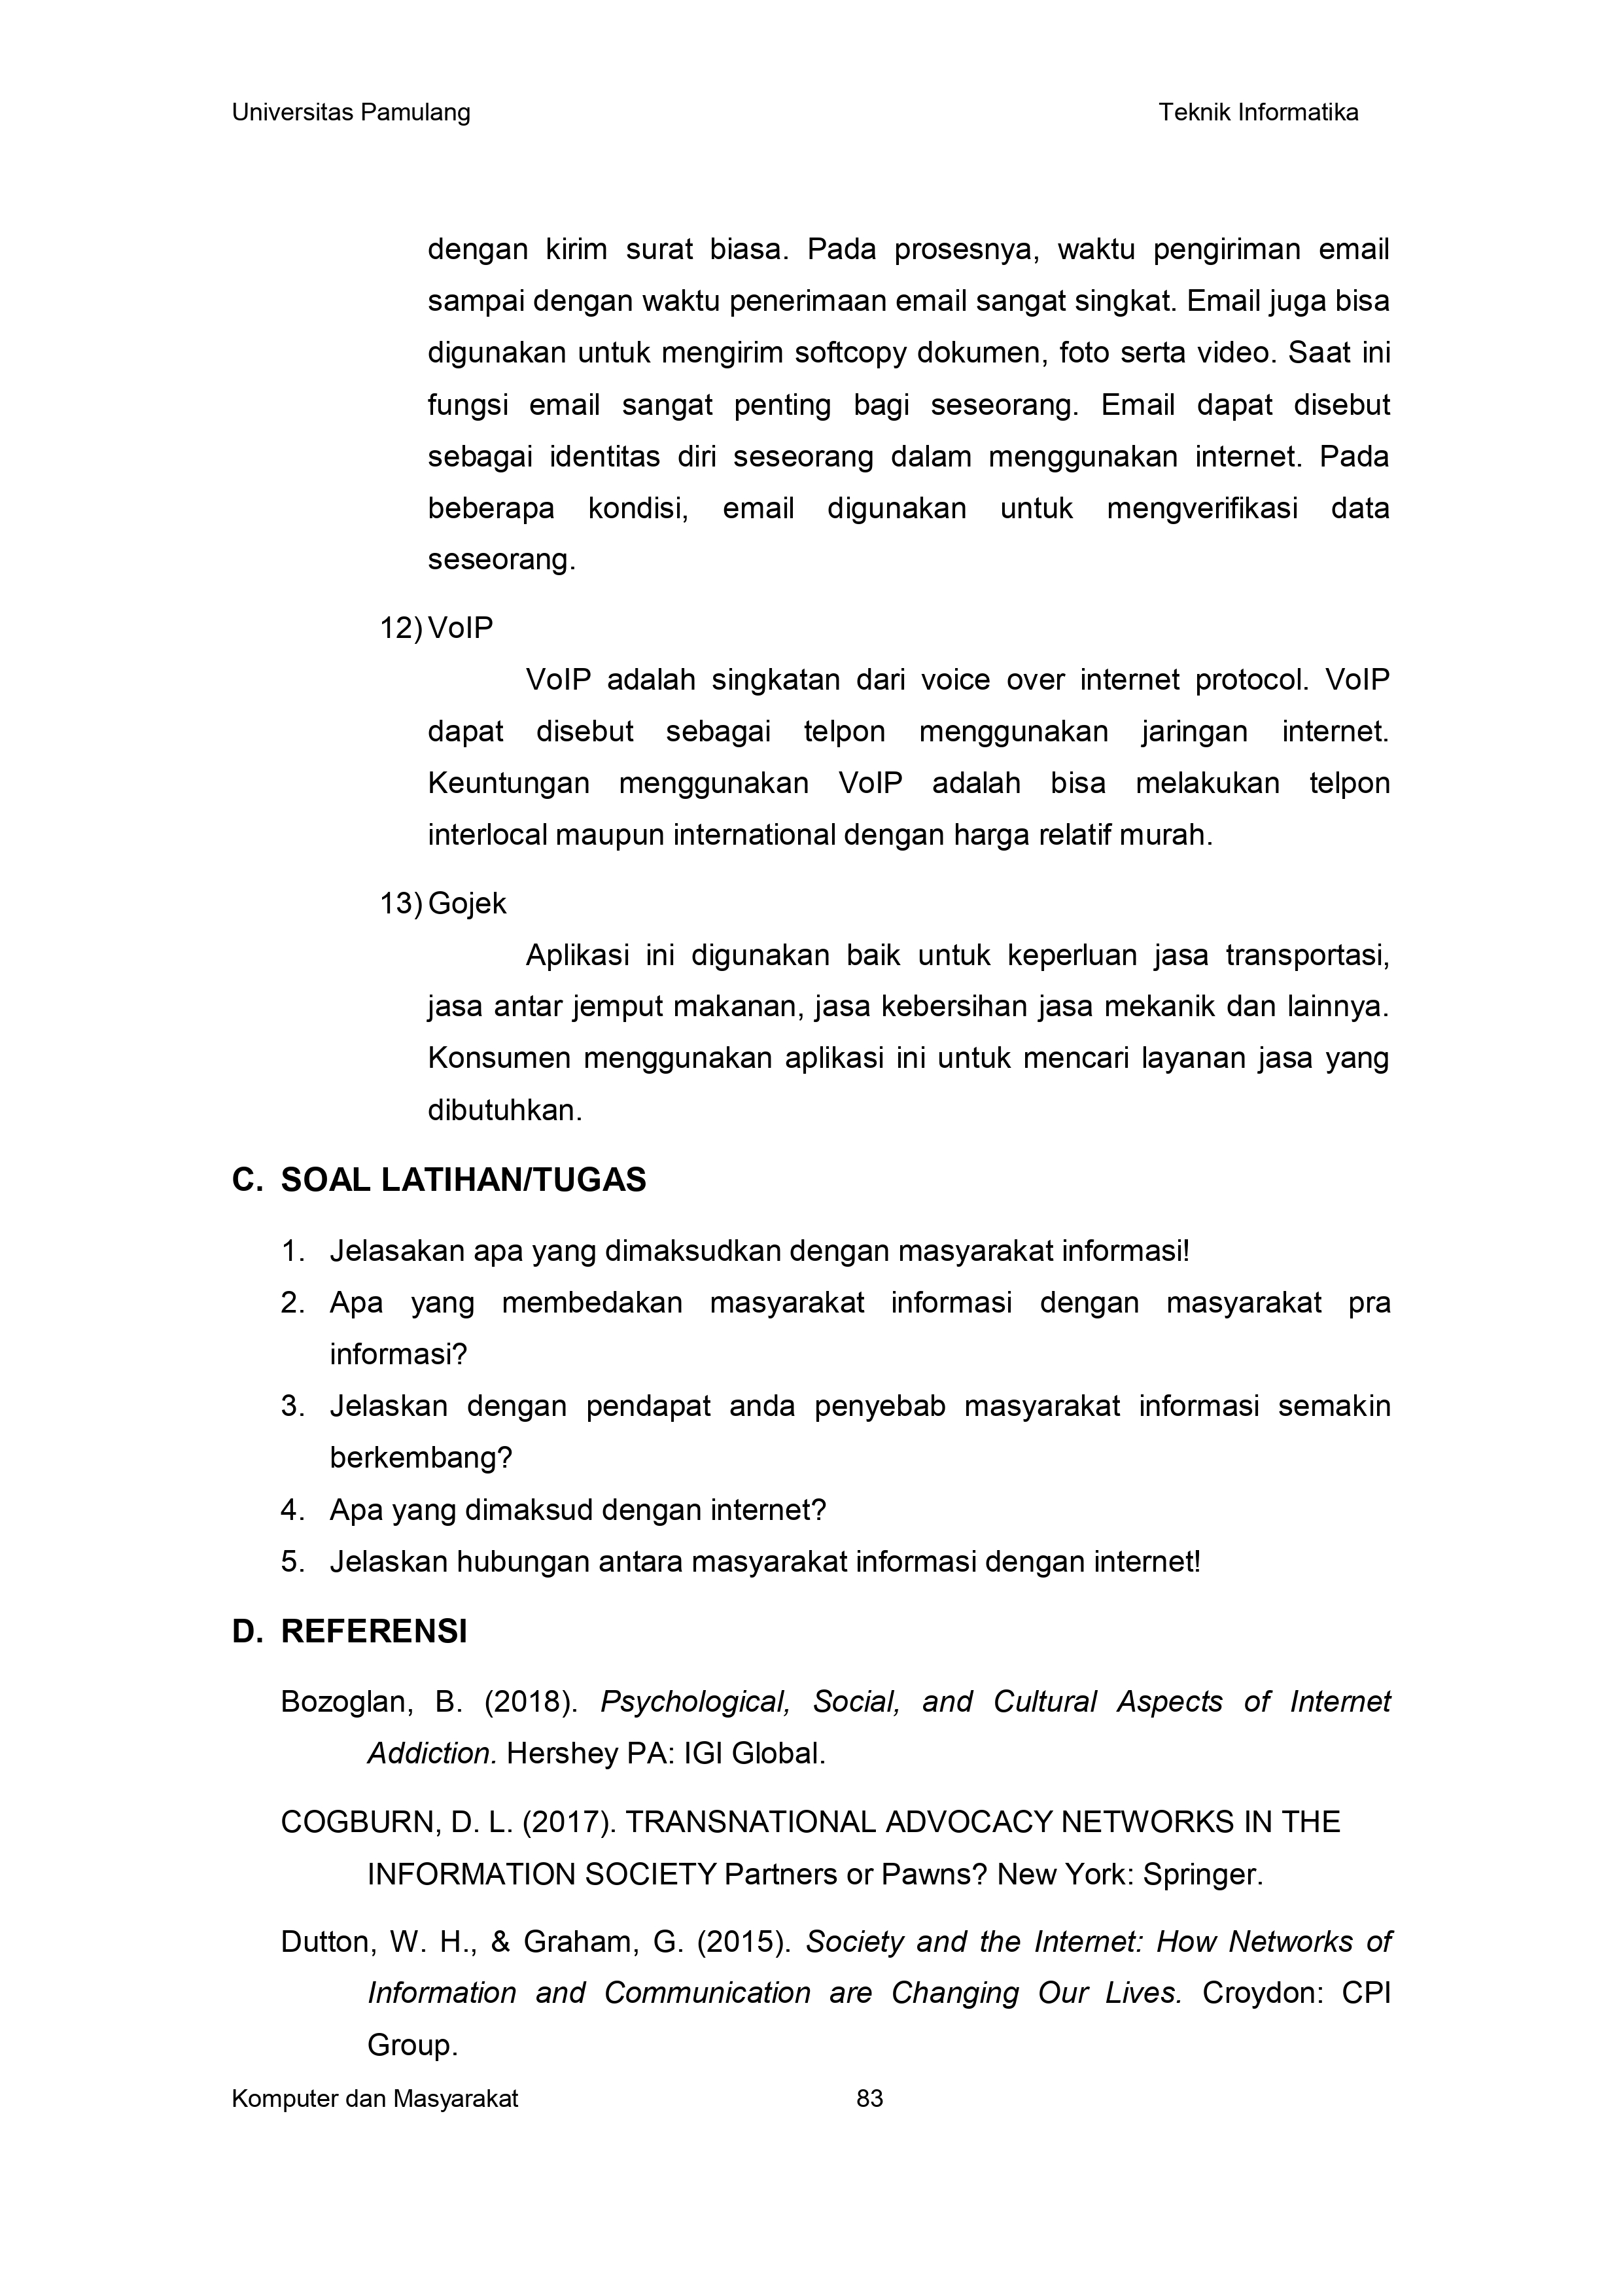 Universitas Pamulang Teknik Informatika
dengan kirim surat biasa. Pada prosesnya, waktu pengiriman email
sampai dengan waktu penerimaan email sangat singkat. Email juga bisa
digunakan untuk mengirim softcopy dokumen, foto serta video. Saat ini
fungsi email sangat penting bagi seseorang. Email dapat disebut
sebagai identitas diri seseorang dalam menggunakan internet. Pada
beberapa kondisi, email digunakan untuk mengverifikasi data
seseorang.
12) VoIP
VoIP adalah singkatan dari voice over internet protocol. VoIP
dapat disebut sebagai telpon menggunakan jaringan internet.
Keuntungan menggunakan VoIP adalah bisa melakukan telpon
interlocal maupun international dengan harga relatif murah.
13) Gojek
Aplikasi ini digunakan baik untuk keperluan jasa transportasi,
jasa antar jemput makanan, jasa kebersihan jasa mekanik dan lainnya.
Konsumen menggunakan aplikasi ini untuk mencari layanan jasa yang
dibutuhkan.
C. SOAL LATIHAN/TUGAS
1. Jelasakan apa yang dimaksudkan dengan masyarakat informasi!
2. Apa yang membedakan masyarakat informasi dengan masyarakat pra
informasi?
3. Jelaskan dengan pendapat anda penyebab masyarakat informasi semakin
berkembang?
4. Apa yang dimaksud dengan internet?
5. Jelaskan hubungan antara masyarakat informasi dengan internet!
D. REFERENSI
Bozoglan, B. (2018). Psychological, Social, and Cultural Aspects of Internet
Addiction. Hershey PA: IGI Global.
COGBURN, D. L. (2017). TRANSNATIONAL ADVOCACY NETWORKS IN THE
INFORMATION SOCIETY Partners or Pawns? New York: Springer.
Dutton, W. H., & Graham, G. (2015). Society and the Internet: How Networks of
Information and Communication are Changing Our Lives. Croydon: CPI
Group.
Komputer dan Masyarakat 83